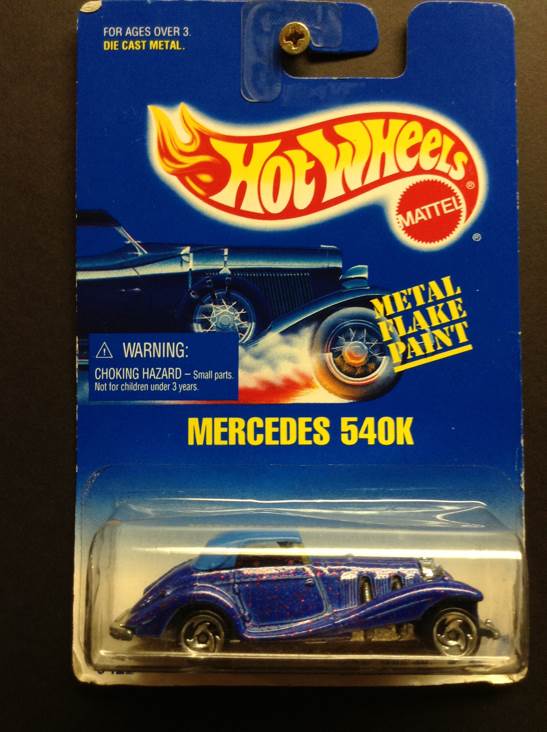 FOR AGES OVER 3.
DIE CAST METAL.
HOT WHEELS ®
MATTEL
®
METAL
FLAKE
PAINT
⚠ WARNING:
CHOKING HAZARD – Small parts.
Not for children under 3 years.
MERCEDES 540K